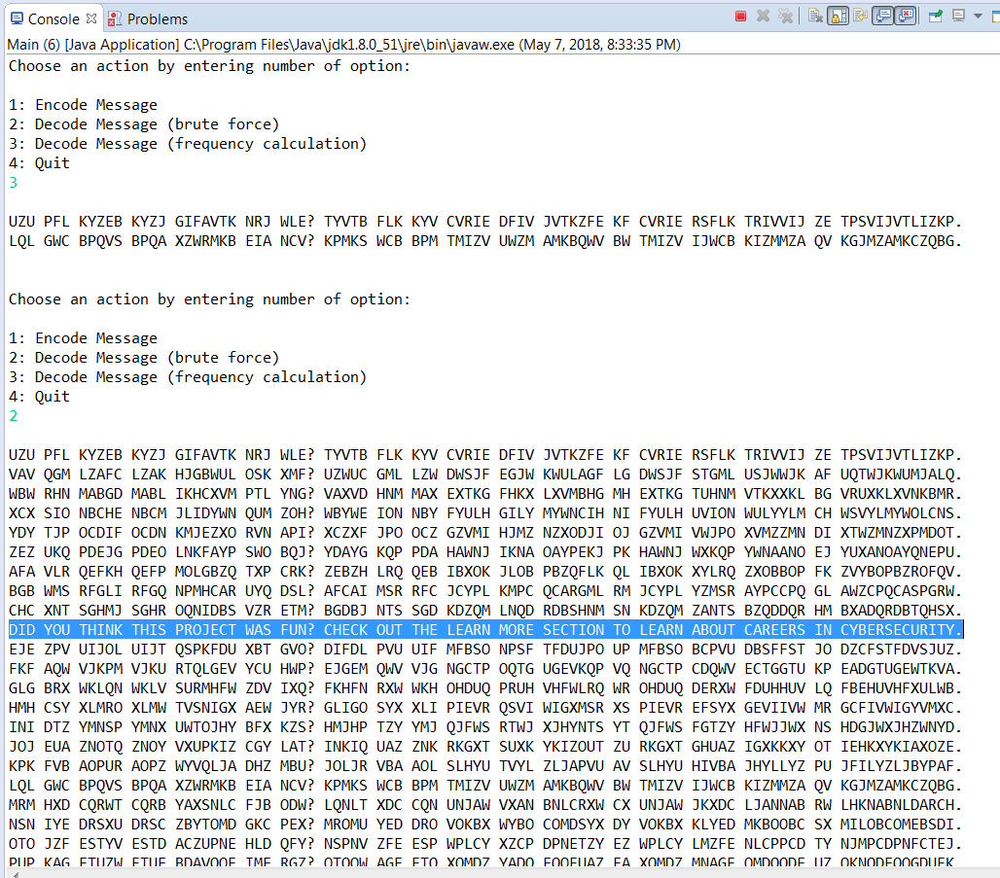 Console Problems
Main (6) [Java Application] C:\Program Files\Java\jdk1.8.0_51\jre\bin\javaw.exe (May 7, 2018, 8:33:35 PM)
Choose an action by entering number of option:
1: Encode Message
2: Decode Message (brute force)
3: Decode Message (frequency calculation)
4: Quit
3
UZU PFL KYZEB KYZJ GIFAVTK NRJ WLE? TYVTB FLK KYV CVRIE DFIV JVTKZFE KF CVRIE RSFLK TRIVVIJ ZE TPSVIJVTLIZKP.
LQL GWC BPQVS BPQA XZWRMKB EIA NCV? KPMKS WCB BPM TMIZV UWZM AMKBQWV BW TMIZV IJWCB KIZMMZA QV KGJMZAMKCZQBG.
Choose an action by entering number of option:
1: Encode Message
2: Decode Message (brute force)
3: Decode Message (frequency calculation)
4: Quit
2
UZU PFL KYZEB KYZJ GIFAVTK NRJ WLE? TYVTB FLK KYV CVRIE DFIV JVTKZFE KF CVRIE RSFLK TRIVVIJ ZE TPSVIJVTLIZKP.
VAV QGM LZAFC LZAK HJGBWUL OSK XMF? UZWUC GML LZW DWSJF EGJW KWULAGF LG DWSJF STGML USJWWJK AF UQTWJKWUMJALQ.
WBW RHN MABGD MABL IKHCXVM PTL YNG? VAXVD HNM MAX EXTKG FHKX LXVMBHG MH EXTKG TUHNM VTKXXKL BG VRUXKLXVNKBMR.
XCX SIO NBCHE NBCM JLIDYWN QUM ZOH? WBYWE ION NBY FYULH GILY MYWNCIH NI FYULH UVION WULYYLM CH WSVYLMYWOLCNS.
YDY TJP OCDIF OCDN KMJEZXO RVN API? XCZXF JPO OCZ GZVMI HJMZ NZXODJI OJ GZVMI VWJPO XVMZZMN DI XTWZMNZXPMDOT.
ZEZ UKQ PDEJG PDEO LNKFAYP SWO BQJ? YDAYG KQP PDA HAWNJ IKNA OAYPEKJ PK HAWNJ WXKQP YWNAANO EJ YUXANOAYQNEPU.
AFA VLR QEFKH QEFP MOLGBZQ TXP CRK? ZEBZH LRQ QEB IBXOK JLOB PBZQFLK QL IBXOK XYLRQ ZXOBBOP FK ZVYBOPBZROFQV.
BGB WMS RFGLI RFGQ NPMHCAR UYQ DSL? AFCAI MSR RFC JCYPL KMPC QCARGML RM JCYPL YZMSR AYPCCPQ GL AWZCPQCASPGRW.
CHC XNT SGHMJ SGHR OQNIDBS VZR ETM? BGDBJ NTS SGD KDZQM LNQD RDBSHNM SN KDZQM ZANTS BZQDDQR HM BXADQRDBTQHSX.
DID YOU THINK THIS PROJECT WAS FUN? CHECK OUT THE LEARN MORE SECTION TO LEARN ABOUT CAREERS IN CYBERSECURITY.
EJE ZPV UIJOL UIJT QSPKFDU XBT GVO? DIFDL PVU UIF MFBSO NPSF TFDUJPO UP MFBSO BCPVU DBSFFST JO DZCFSTFDVSJUZ.
FKF AQW VJKPM VJKU RTQLGEV YCU HWP? EJGEM QWV VJG NGCTP OQTG UGEVKQP VQ NGCTP CDQWV ECTGGTU KP EADGTUGEWTKVA.
GLG BRX WKLQN WKLV SURMHFW ZDV IXQ? FKHFN RXW WKH OHDUQ PRUH VHFWLRQ WR OHDUQ DERXW FDUHHUV LQ FBEHUVHFXULWB.
HMH CSY XLMRO XLMW TVSNIGX AEW JYR? GLIGO SYX XLI PIEVR QSVI WIGXMSR XS PIEVR EFSYX GEVIIVW MR GCFIVWIGYVMXC.
INI DTZ YMNSP YMNX UWTOJHY BFX KZS? HMJHP TZY YMJ QJFWS RTWJ XJHYNTS YT QJFWS FGTZY HFWJJWX NS HDGJWXJHZWNYD.
JOJ EUA ZNOTQ ZNOY VXUPKIZ CGY LAT? INKIQ UAZ ZNK RKGXT SUXK YKIZOUT ZU RKGXT GHUAZ IGXKKXY OT IEHKXYKIAXOZE.
KPK FVB AOPUR AOPZ WYVQLJA DHZ MBU? JOLJR VBA AOL SLHYU TVYL ZLJAPVU AV SLHYU HIVBA JHYLLYZ PU JFILYZLJBYPAF.
LQL GWC BPQVS BPQA XZWRMKB EIA NCV? KPMKS WCB BPM TMIZV UWZM AMKBQWV BW TMIZV IJWCB KIZMMZA QV KGJMZAMKCZQBG.
MRM HXD CQRWT CQRB YAXSNLC FJB ODW? LQNLT XDC CQN UNJAW VXAN BNLCRXW CX UNJAW JKXDC LJANNAB RW LHKNABNLDARCH.
NSN IYE DRSXU DRSC ZBYTOMD GKC PEX? MROMU YED DRO VOKBX WYBO COMDSYX DY VOKBX KLYED MKBOOBC SX MILOBCOMEBSDI.
OTO JZF ESTYV ESTD ACZUPNE HLD QFY? NSPNV ZFE ESP WPLCY XZCP DPNETZY EZ WPLCY LMZFE NLCPPCD TY NJMPCDPNFCTEJ.
PUP KAG FTUZW FTUE BDAVQOF IME RGZ? OTQOW AGF FTQ XQMDZ YADQ EQOFUAZ FA XQMDZ MNAGF OMDQQDE UZ OKNQDEQOGDUFK.